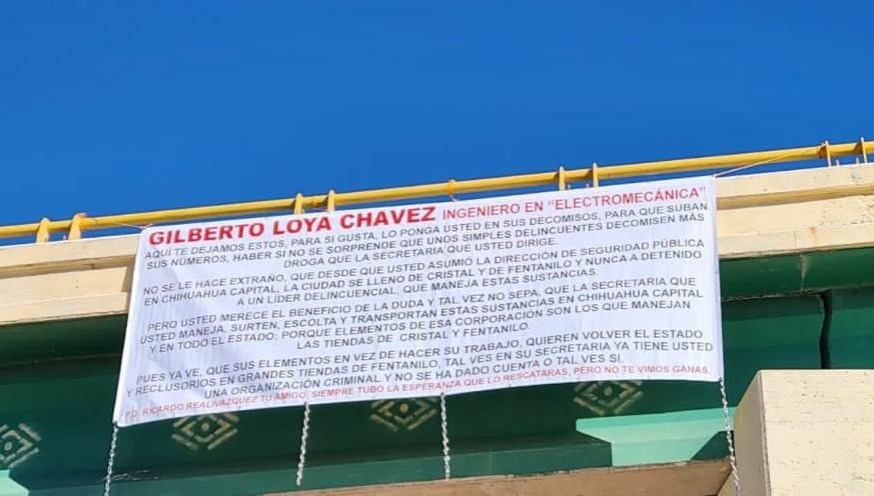 GILBERTO LOYA CHAVEZ INGENIERO EN “ELECTROMECÁNICA”
AQUI TE DEJAMOS ESTOS, PARA SI GUSTA, LO PONGA USTED EN SUS DECOMISOS, PARA QUE SUBAN
SUS NÚMEROS, HABER SI NO SE SORPRENDE QUE UNOS SIMPLES DELINCUENTES DECOMISEN MÁS
DROGA QUE LA SECRETARIA QUE USTED DIRIGE.
NO SE LE HACE EXTRAÑO, QUE DESDE QUE USTED ASUMIÓ LA DIRECCIÓN DE SEGURIDAD PÚBLICA
EN CHIHUAHUA CAPITAL, LA CIUDAD SE LLENO DE CRISTAL Y DE FENTANILO Y NUNCA A DETENIDO
A UN LÍDER DELINCUENCIAL, QUE MANEJA ESTAS SUSTANCIAS.
PERO USTED MERECE EL BENEFICIO DE LA DUDA Y TAL VEZ NO SEPA, QUE LA SECRETARIA QUE
USTED MANEJA, SURTEN, ESCOLTA Y TRANSPORTAN ESTAS SUSTANCIAS EN CHIHUAHUA CAPITAL
Y EN TODO EL ESTADO; PORQUE ELEMENTOS DE ESA CORPORACIÓN SON LOS QUE MANEJAN
LAS TIENDAS DE CRISTAL Y FENTANILO.
PUES YA VE, QUE SUS ELEMENTOS EN VEZ DE HACER SU TRABAJO, QUIEREN VOLVER EL ESTADO
Y RECLUSORIOS EN GRANDES TIENDAS DE FENTANILO, TAL VES EN SU SECRETARIA YA TIENE USTED
UNA ORGANIZACIÓN CRIMINAL Y NO SE HA DADO CUENTA O TAL VES SI.
P.D. RICARDO REALIVAZQUEZ TU AMIGO, SIEMPRE TUBO LA ESPERANZA QUE LO RESCATARAS, PERO NO TE VIMOS GANAS.